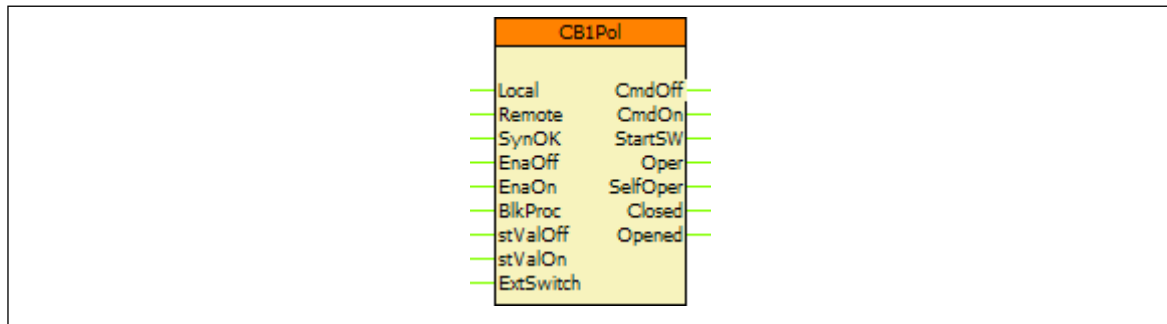 CB1Pol
Local CmdOff
Remote CmdOn
SynOK StartSW
EnaOff Oper
EnaOn SelfOper
BlkProc Closed
stValOff Opened
stValOn
ExtSwitch